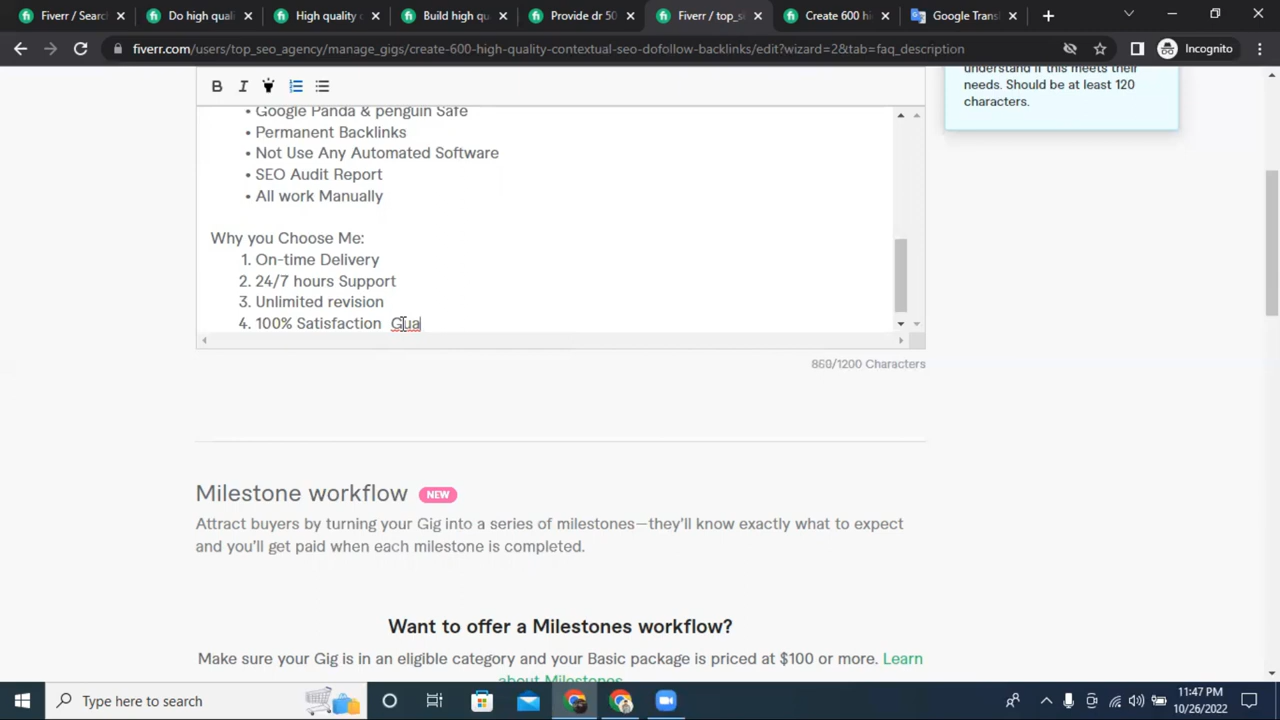 Fiverr / Searc
Do high quali
High quality c
Build high qu
Provide dr 50
Fiverr / top_s
Create 600 hi
Google Transl
fiverr.com/users/top_seo_agency/manage_gigs/create-600-high-quality-contextual-seo-dofollow-backlinks/edit?wizard=2&tab=faq_description
Incognito
understand if this meets their
needs. Should be at least 120
characters.
B I
• Google Panda & penguin Safe
• Permanent Backlinks
• Not Use Any Automated Software
• SEO Audit Report
• All work Manually
Why you Choose Me:
1. On-time Delivery
2. 24/7 hours Support
3. Unlimited revision
4. 100% Satisfaction Gua
860/1200 Characters
Milestone workflow NEW
Attract buyers by turning your Gig into a series of milestones—they'll know exactly what to expect
and you'll get paid when each milestone is completed.
Want to offer a Milestones workflow?
Make sure your Gig is in an eligible category and your Basic package is priced at $100 or more. Learn
about Milestones
Type here to search
11:47 PM
10/26/2022